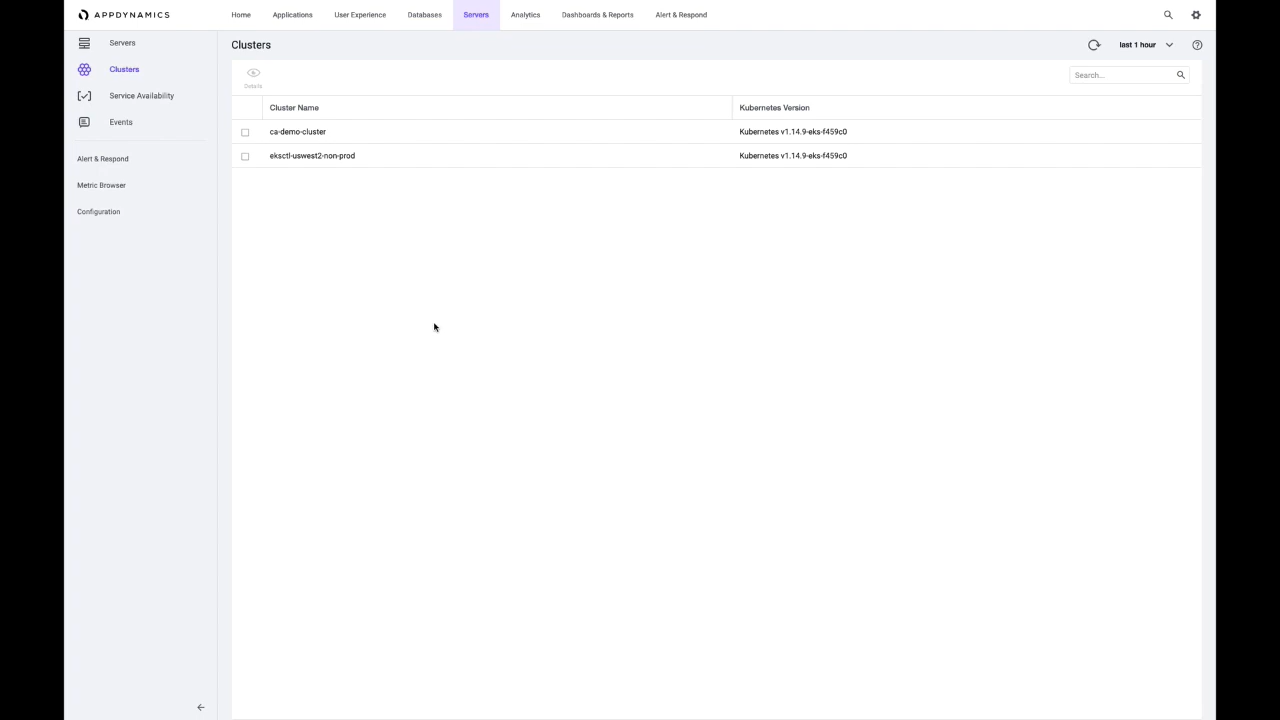 APPDYNAMICS
Home Applications User Experience Databases Servers Analytics Dashboards & Reports Alert & Respond
Servers
Clusters
Service Availability
Events
Alert & Respond
Metric Browser
Configuration
Clusters
last 1 hour
Details
Search...
Cluster Name Kubernetes Version
ca-demo-cluster Kubernetes v1.14.9-eks-f459c0
eksctl-uswest2-non-prod Kubernetes v1.14.9-eks-f459c0